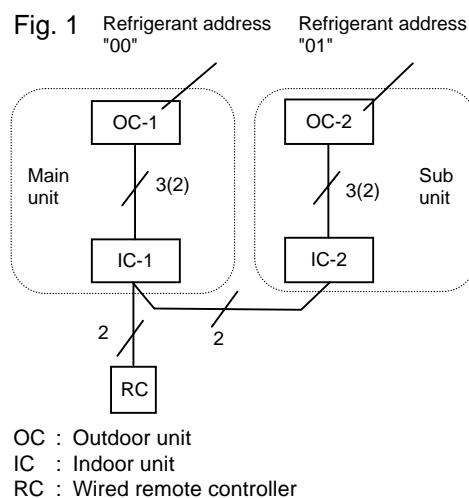 Fig. 1
Refrigerant address
"00"
Refrigerant address
"01"
OC-1
OC-2
Main
unit
3(2)
3(2)
Sub
unit
IC-1
IC-2
2
2
RC
OC : Outdoor unit
IC : Indoor unit
RC : Wired remote controller